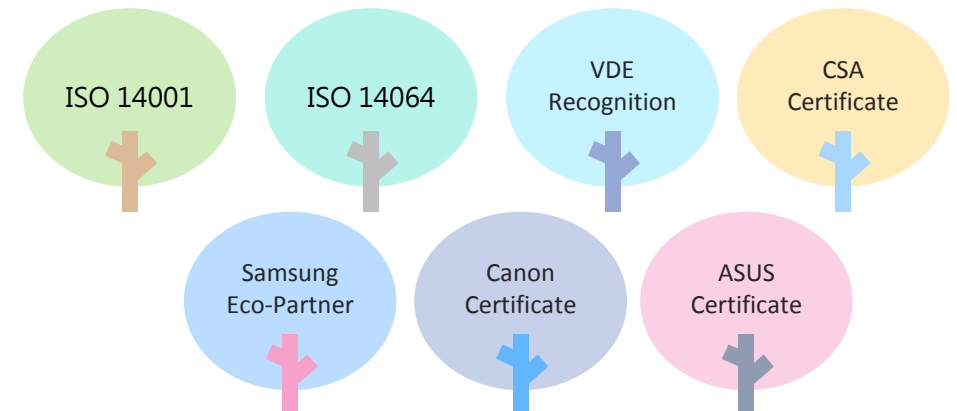 ISO 14001
ISO 14064
VDE
Recognition
CSA
Certificate
Samsung
Eco-Partner
Canon
Certificate
ASUS
Certificate